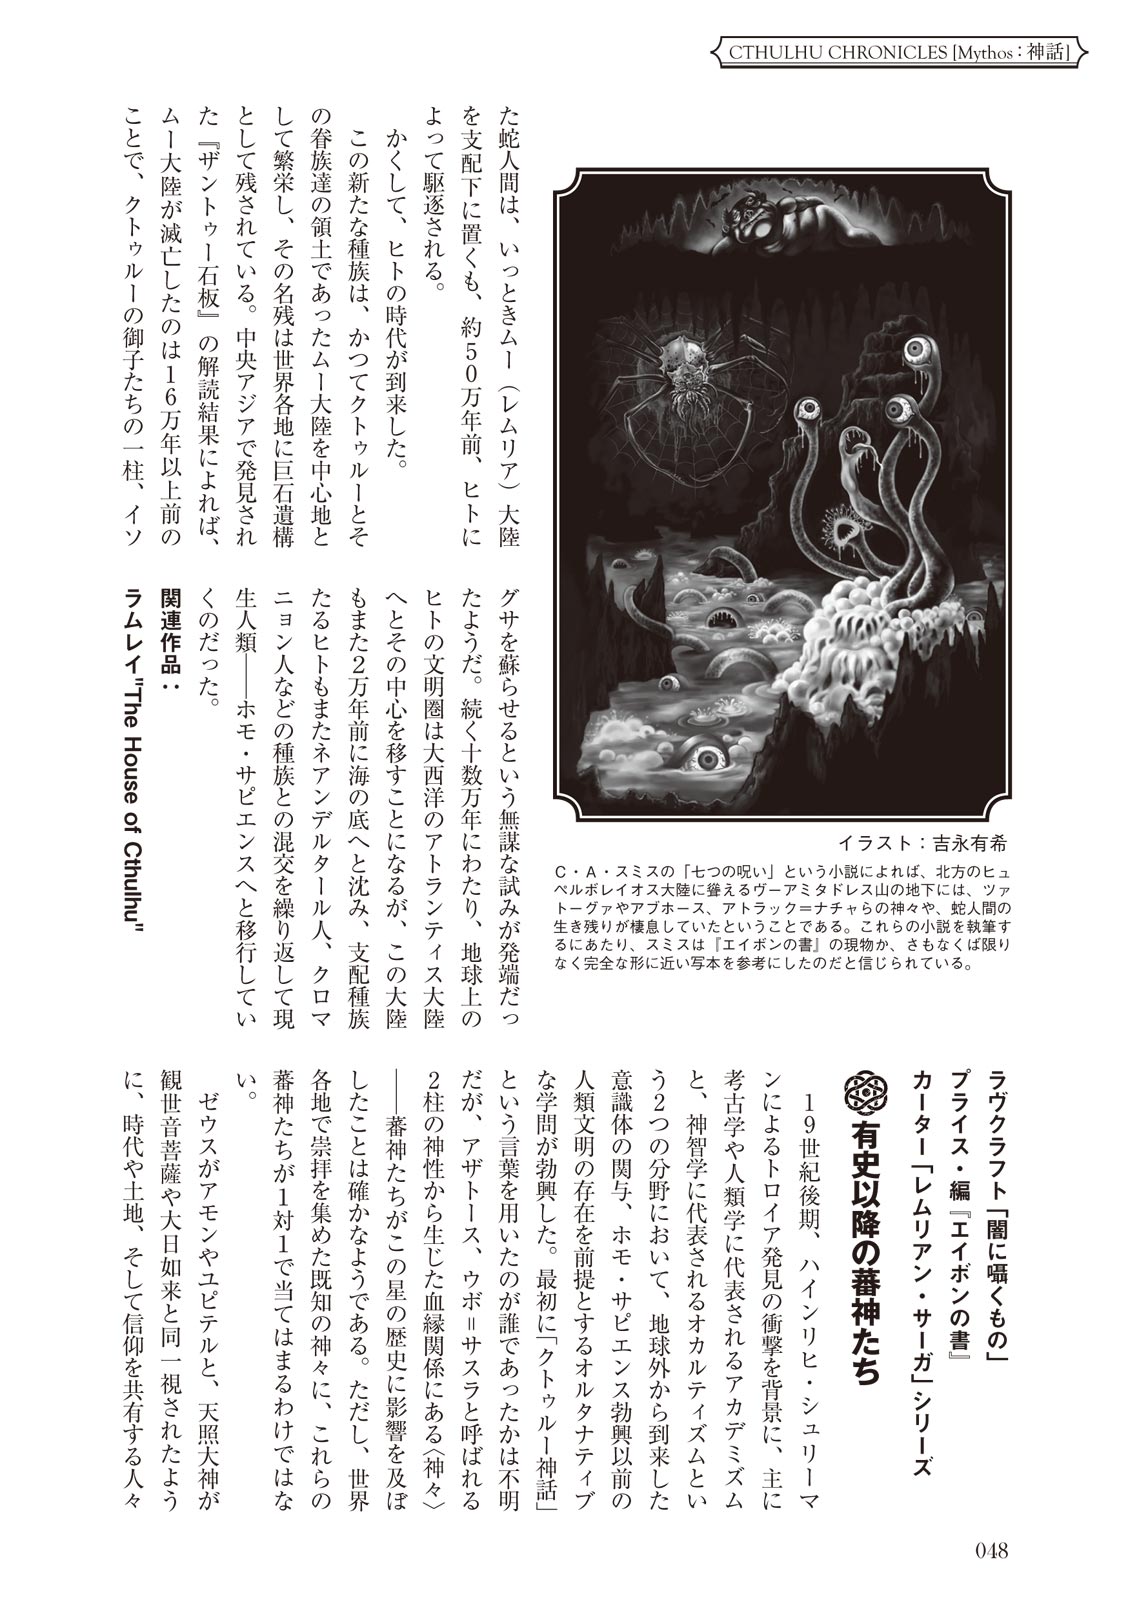 CTHULHU CHRONICLES [Mythos：神話]
た蛇人間は、いっときムー（レムリア）大陸
を支配下に置くも、約50万年前、ヒトに
よって駆逐される。
かくして、ヒトの時代が到来した。
この新たな種族は、かつてクトゥルーとそ
の眷族達の領土であったムー大陸を中心地と
して繁栄し、その名残は世界各地に巨石遺構
として残されている。中央アジアで発見され
た『ザントゥー石板』の解読結果によれば、
ムー大陸が滅亡したのは16万年以上前の
ことで、クトゥルーの御子たちの一柱、イソ
イラスト：吉永有希
C・A・スミスの「七つの呪い」という小説によれば、北方のヒュ
ペルボレイオス大陸に聳えるヴーアミタドレス山の地下には、ツァ
トーグァやアブホース、アトラック＝ナチャらの神々や、蛇人間の
生き残りが棲息していたということである。これらの小説を執筆す
るにあたり、スミスは『エイボンの書』の現物か、さもなくば限り
なく完全な形に近い写本を参考にしたのだと信じられている。
グサを蘇らせるという無謀な試みが発端だっ
たようだ。続く十数万年にわたり、地球上の
ヒトの文明圏は大西洋のアトランティス大陸
へとその中心を移すことになるが、この大陸
もまた2万年前に海の底へと沈み、支配種族
たるヒトもまたネアンデルタール人、クロマ
ニョン人などの種族との混交を繰り返して現
生人類――ホモ・サピエンスへと移行してい
くのだった。
関連作品：
ラムレイ"The House of Cthulhu"
ラヴクラフト「闇に囁くもの」
プライス・編『エイボンの書』
カーター「レムリアン・サーガ」シリーズ
有史以降の蕃神たち
19世紀後期、ハインリヒ・シュリーマ
ンによるトロイア発見の衝撃を背景に、主に
考古学や人類学に代表されるアカデミズム
と、神智学に代表されるオカルティズムとい
う2つの分野において、地球外から到来した
意識体の関与、ホモ・サピエンス勃興以前の
人類文明の存在を前提とするオルタナティブ
な学問が勃興した。最初に「クトゥルー神話」
という言葉を用いたのが誰であったかは不明
だが、アザトース、ウボ＝サスラと呼ばれる
2柱の神性から生じた血縁関係にある〈神々〉
――蕃神たちがこの星の歴史に影響を及ぼ
したことは確かなようである。ただし、世界
各地で崇拝を集めた既知の神々に、これらの
蕃神たちが1対1で当てはまるわけではな
い。
ゼウスがアモンやユピテルと、天照大神が
観世音菩薩や大日如来と同一視されたよう
に、時代や土地、そして信仰を共有する人々
048